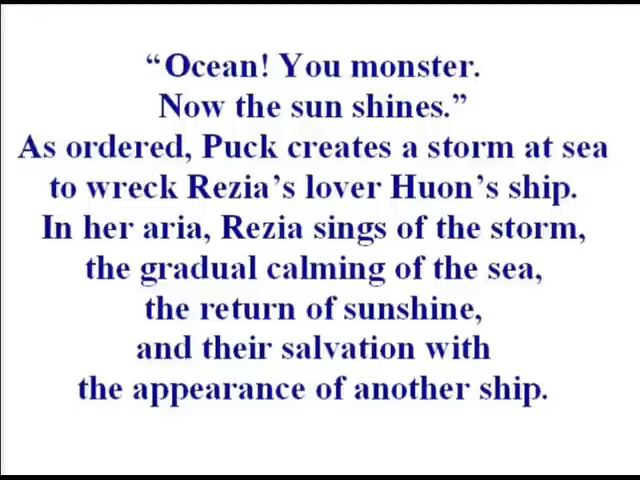 “Ocean! You monster.
Now the sun shines.”
As ordered, Puck creates a storm at sea
to wreck Rezia’s lover Huon’s ship.
In her aria, Rezia sings of the storm,
the gradual calming of the sea,
the return of sunshine,
and their salvation with
the appearance of another ship.